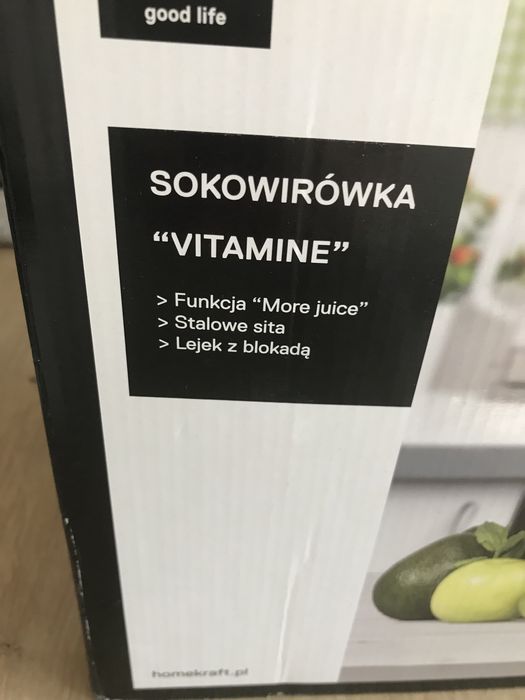 good life
SOKOWIRÓWKA
“VITAMINE”
> Funkcja “More juice”
> Stalowe sita
> Lejek z blokadą
homekraft.pl